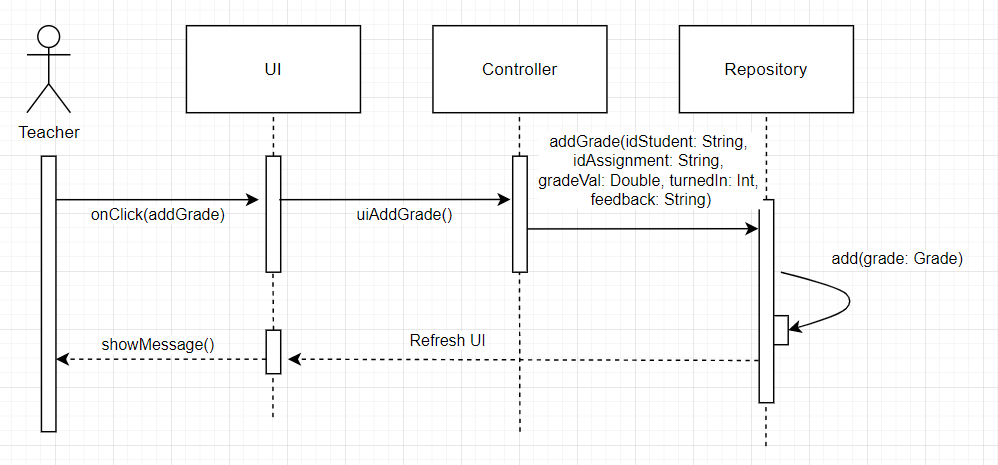 UI
Controller
Repository
Teacher
addGrade(idStudent: String,
idAssignment: String,
gradeVal: Double, turnedIn: Int,
feedback: String)
onClick(addGrade)
uiAddGrade()
add(grade: Grade)
Refresh UI
showMessage()